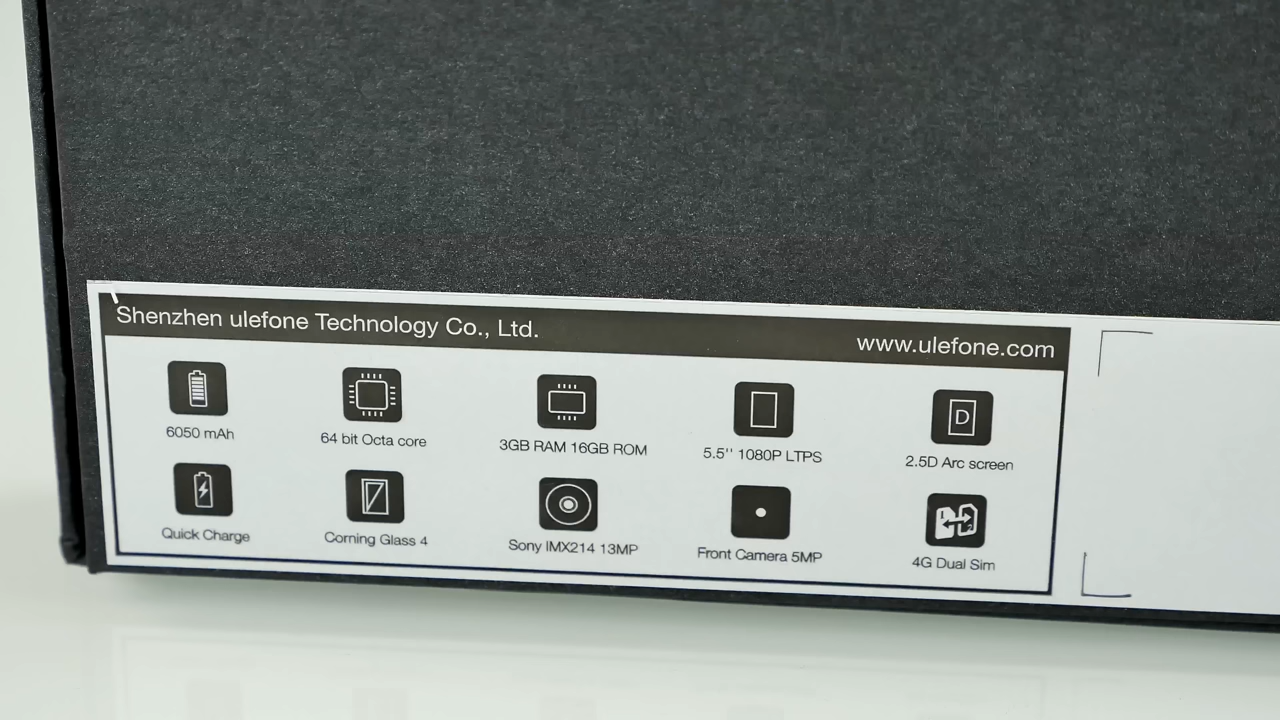 Shenzhen ulefone Technology Co., Ltd.
www.ulefone.com
6050 mAh
64 bit Octa core
3GB RAM 16GB ROM
5.5'' 1080P LTPS
D
2.5D Arc screen
Quick Charge
Corning Glass 4
Sony IMX214 13MP
Front Camera 5MP
1 2
4G Dual Sim